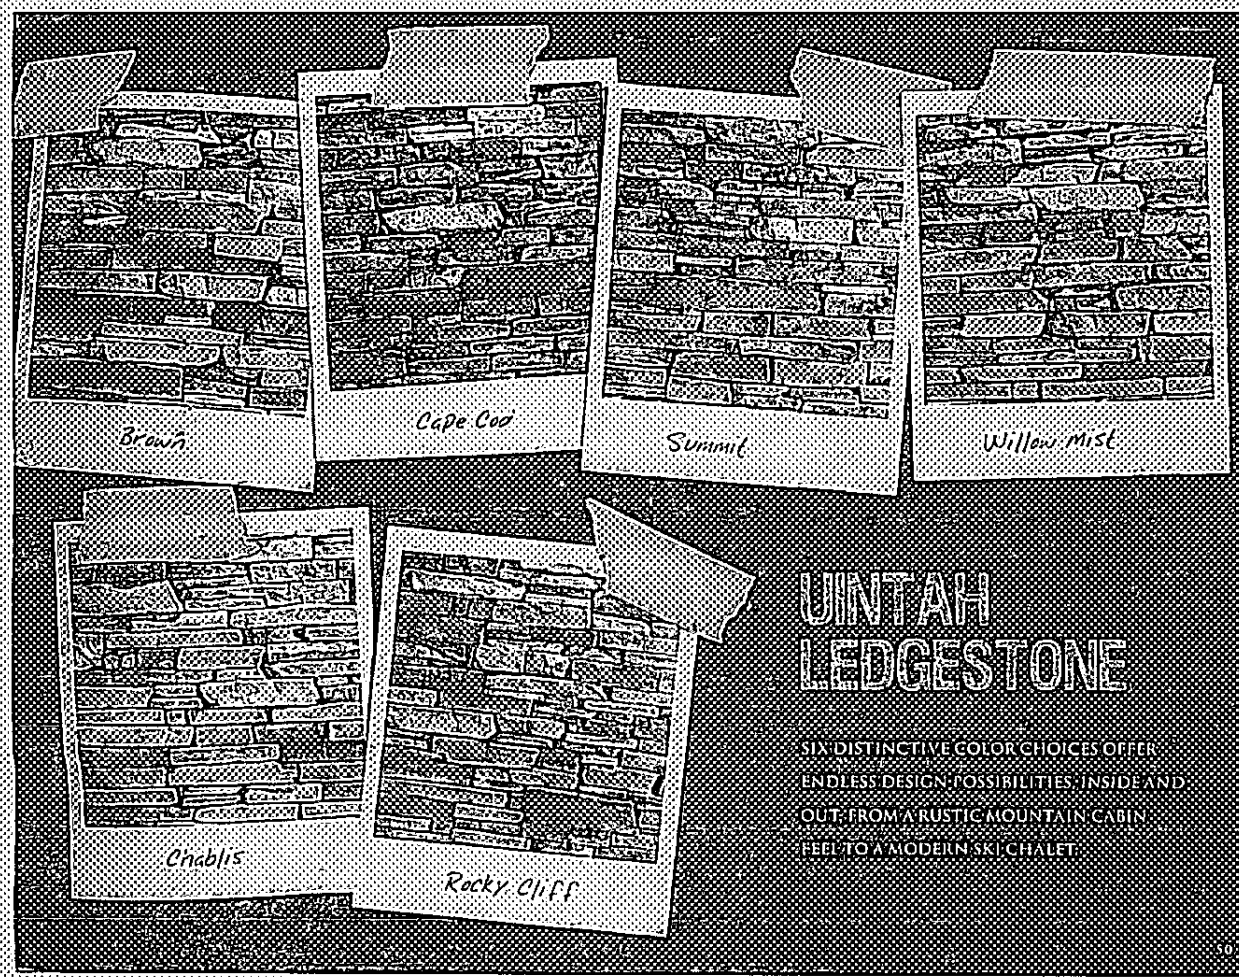 Brown
Cape Cod
Summit
Willow Mist
Chablis
Rocky Cliff
UINTAH
LEDGESTONE
SIX DISTINCTIVE COLOR CHOICES OFFER
ENDLESS DESIGN POSSIBILITIES, INSIDE AND
OUT. FROM A RUSTIC MOUNTAIN CABIN
FEEL TO A MODERN SKI CHALET.